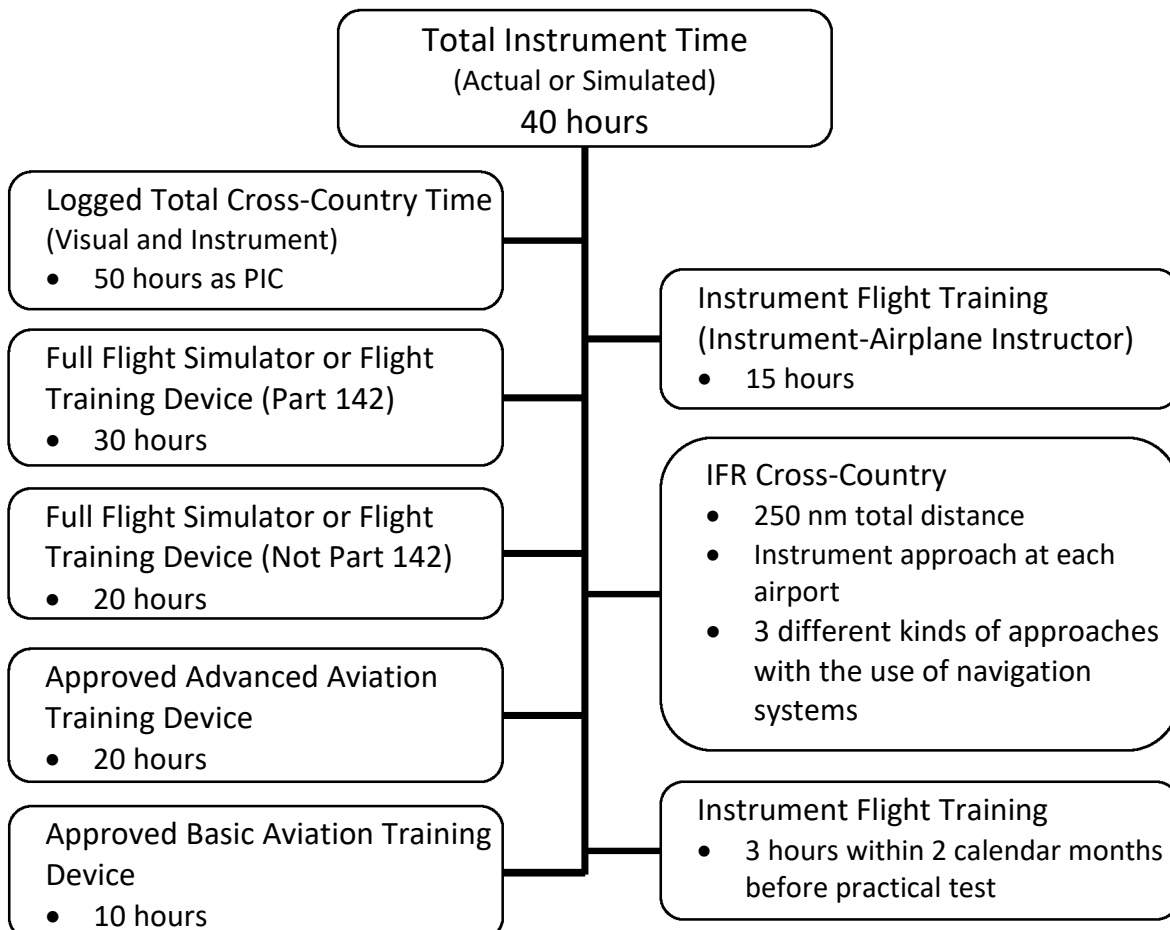 Total Instrument Time
(Actual or Simulated)
40 hours
Logged Total Cross-Country Time
(Visual and Instrument)
• 50 hours as PIC
Full Flight Simulator or Flight
Training Device (Part 142)
• 30 hours
Full Flight Simulator or Flight
Training Device (Not Part 142)
• 20 hours
Approved Advanced Aviation
Training Device
• 20 hours
Approved Basic Aviation Training
Device
• 10 hours
Instrument Flight Training
(Instrument-Airplane Instructor)
• 15 hours
IFR Cross-Country
• 250 nm total distance
• Instrument approach at each
airport
• 3 different kinds of approaches
with the use of navigation
systems
Instrument Flight Training
• 3 hours within 2 calendar months
before practical test